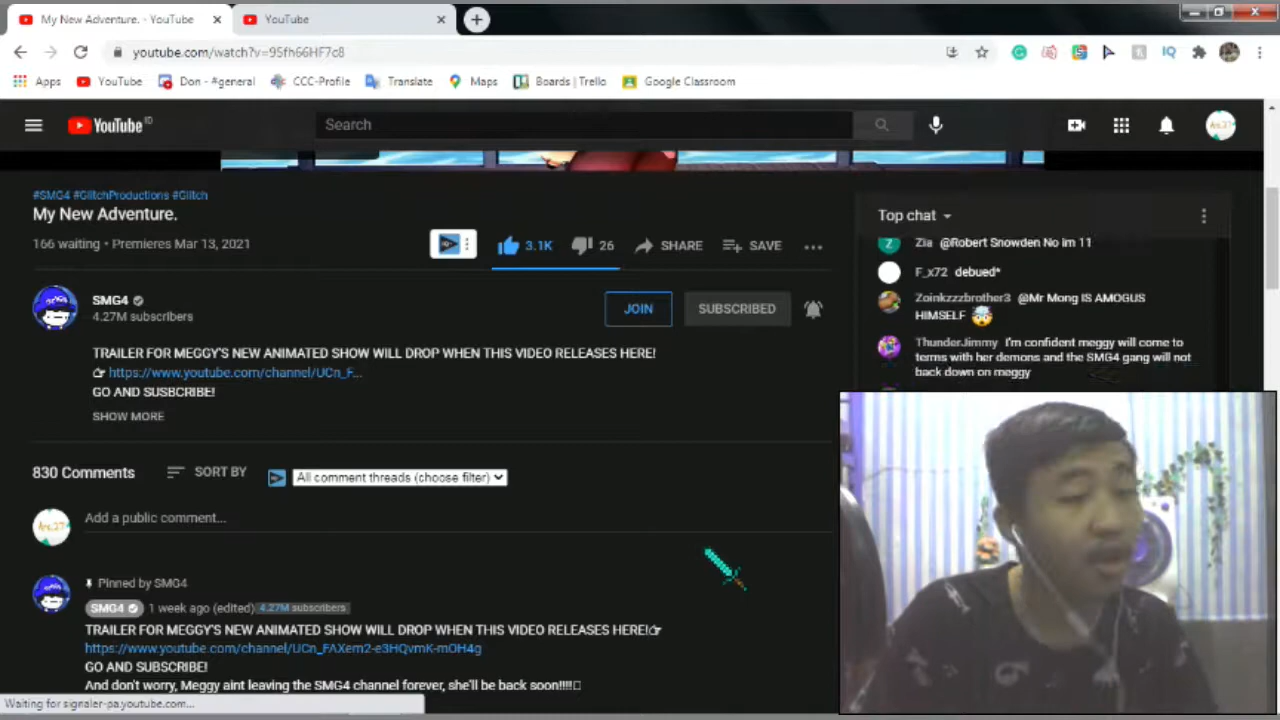 My New Adventure. - YouTube
YouTube
youtube.com/watch?v=95fh66HF7c8
Apps
YouTube
Don - #general
CCC-Profile
Translate
Maps
Boards | Trello
Google Classroom
YouTube ID
Search
#SMG4 #GlitchProductions #Glitch
My New Adventure.
166 waiting • Premieres Mar 13, 2021
3.1K
26
SHARE
SAVE
SMG4
4.27M subscribers
JOIN
SUBSCRIBED
TRAILER FOR MEGGY'S NEW ANIMATED SHOW WILL DROP WHEN THIS VIDEO RELEASES HERE!
https://www.youtube.com/channel/UCn_F...
GO AND SUSBCRIBE!
SHOW MORE
830 Comments
SORT BY
All comment threads (choose filter)
Add a public comment...
Pinned by SMG4
SMG4
1 week ago (edited)
4.27M subscribers
TRAILER FOR MEGGY'S NEW ANIMATED SHOW WILL DROP WHEN THIS VIDEO RELEASES HERE!
https://www.youtube.com/channel/UCn_FAXem2-e3HQvmK-mOH4g
GO AND SUBSCRIBE!
And don't worry, Meggy aint leaving the SMG4 channel forever, she'll be back soon!!!!
Waiting for signaler-pa.youtube.com...
Top chat
Zia @Robert Snowden No im 11
F_x72 debued*
Zoinkzzzbrother3 @Mr Mong IS AMOGUS
HIMSELF
ThunderJimmy I'm confident meggy will come to
terms with her demons and the SMG4 gang will not
back down on meggy